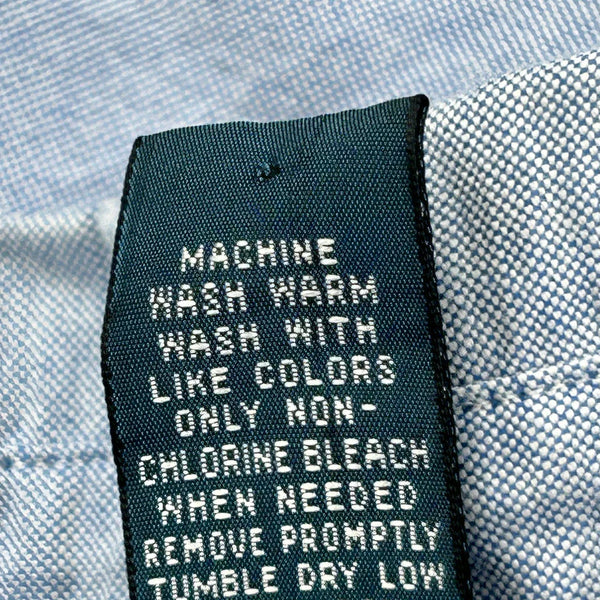 MACHINE
WASH WARM
WASH WITH
LIKE COLORS
ONLY NON-
CHLORINE BLEACH
WHEN NEEDED
REMOVE PROMPTLY
TUMBLE DRY LOW